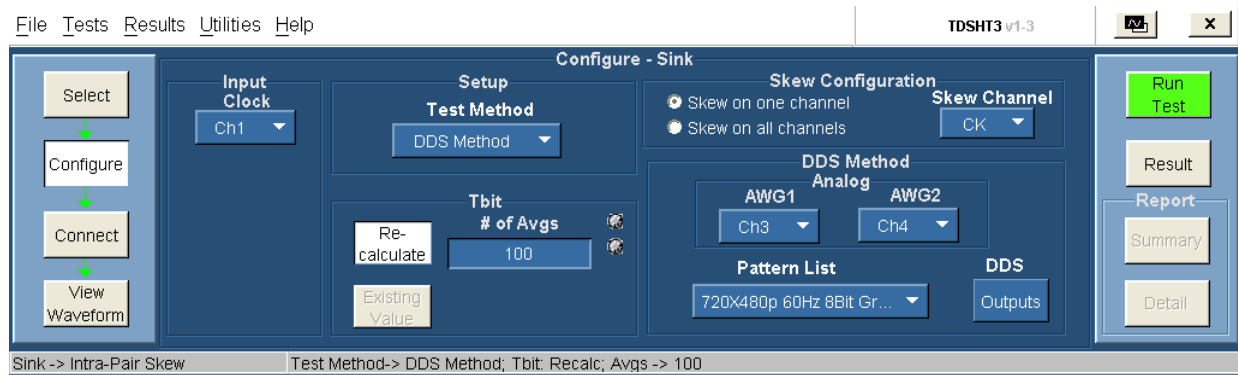 File Tests Results Utilities Help
TDSHT3 v1-3
x
Select
Configure
Connect
View
Waveform
Configure - Sink
Input
Clock
Ch1
Setup
Test Method
DDS Method
Tbit
Re-
calculate
# of Avgs
100
Existing
Value
Skew Configuration
Skew on one channel
Skew on all channels
Skew Channel
CK
DDS Method
Analog
AWG1
Ch3
AWG2
Ch4
Pattern List
720X480p 60Hz 8Bit Gr...
DDS
Outputs
Run
Test
Result
Report
Summary
Detail
Sink -> Intra-Pair Skew
Test Method-> DDS Method; Tbit: Recalc; Avgs -> 100